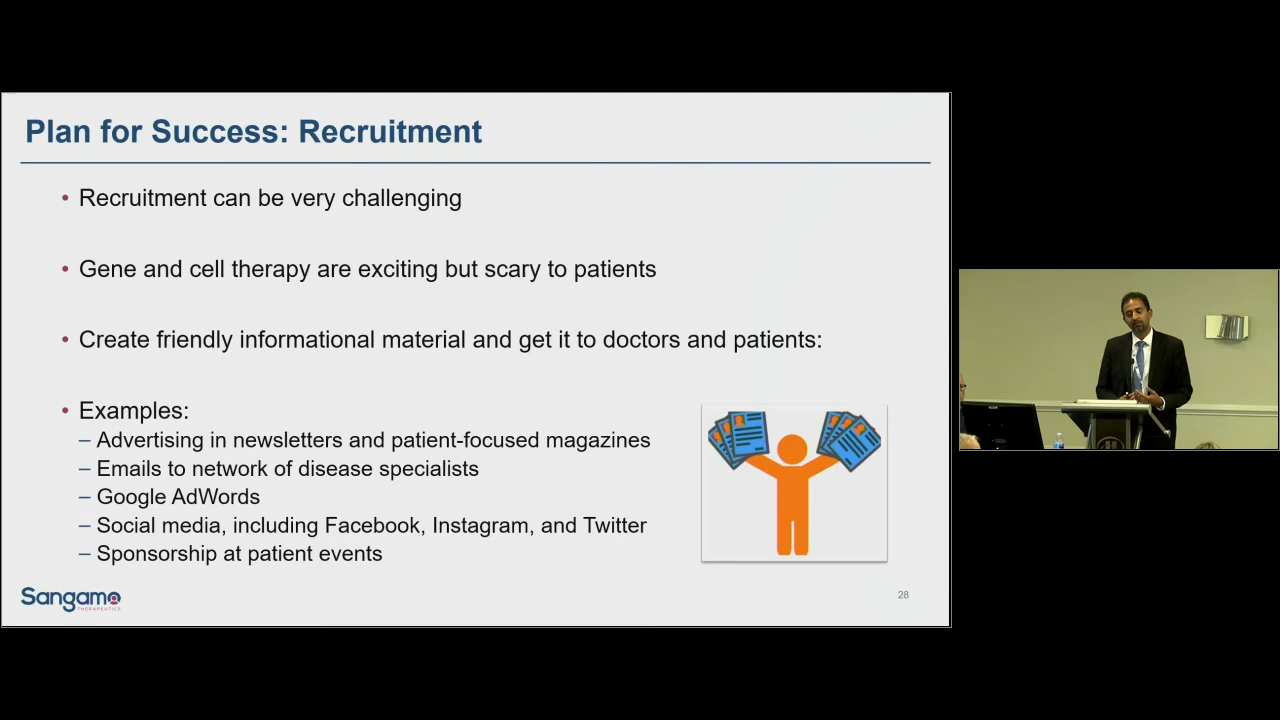 Plan for Success: Recruitment
• Recruitment can be very challenging
• Gene and cell therapy are exciting but scary to patients
• Create friendly informational material and get it to doctors and patients:
• Examples:
– Advertising in newsletters and patient-focused magazines
– Emails to network of disease specialists
– Google AdWords
– Social media, including Facebook, Instagram, and Twitter
– Sponsorship at patient events
Sangamo
THERAPEUTICS
28